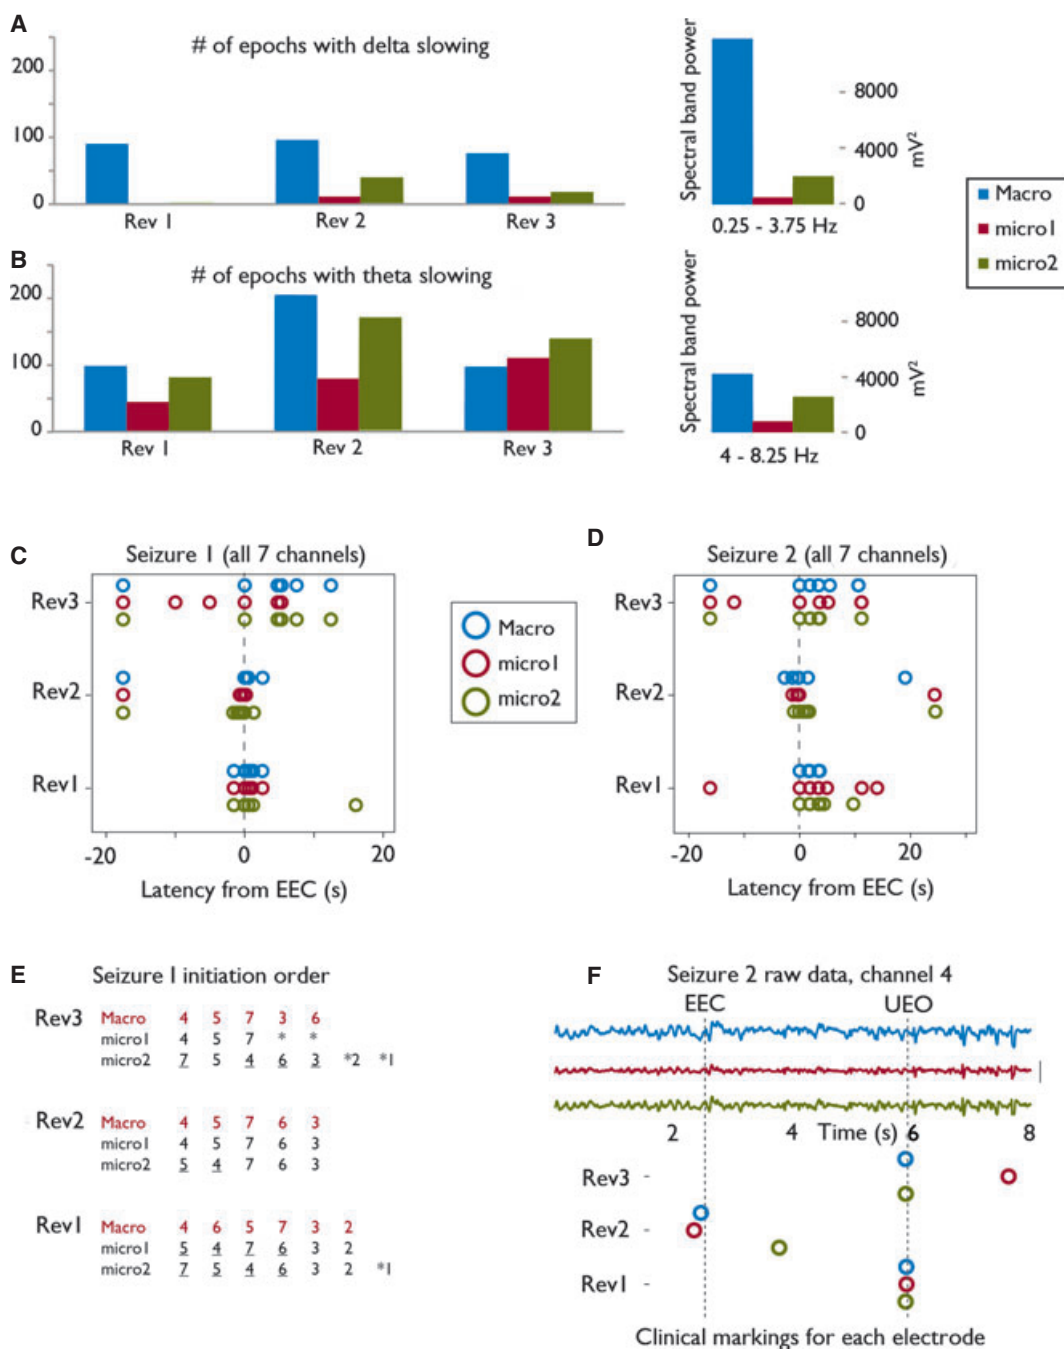 A
# of epochs with delta slowing
200
100
0
Rev 1
Rev 2
Rev 3
Spectral band power
8000
4000
0
mV²
0.25 - 3.75 Hz
Macro
micro1
micro2
B
# of epochs with theta slowing
200
100
0
Rev 1
Rev 2
Rev 3
Spectral band power
8000
4000
0
mV²
4 - 8.25 Hz
C
Seizure 1 (all 7 channels)
Rev3
Rev2
Rev1
-20
0
20
Latency from EEC (s)
Macro
micro1
micro2
D
Seizure 2 (all 7 channels)
Rev3
Rev2
Rev1
-20
0
20
Latency from EEC (s)
E
Seizure 1 initiation order
Rev3 Macro 4 5 7 3 6
micro1 4 5 7 * *
micro2 7 5 4 6 3 *2 *1
Rev2 Macro 4 5 7 6 3
micro1 4 5 7 6 3
micro2 5 4 7 6 3
Rev1 Macro 4 6 5 7 3 2
micro1 5 4 7 6 3 2
micro2 7 5 4 6 3 2 *1
F
Seizure 2 raw data, channel 4
EEC
UEO
2 4 Time (s) 6 8
Rev3
Rev2
Rev1
Clinical markings for each electrode